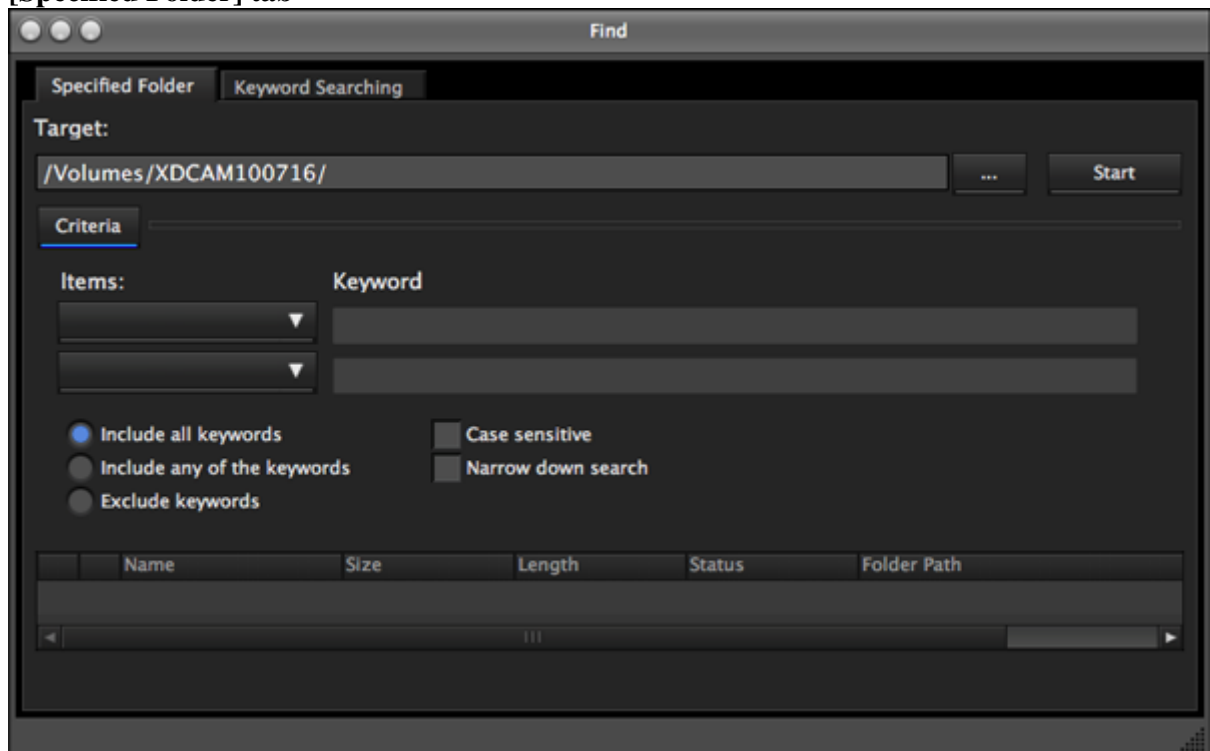 [Specified Folder] tab
Find
Specified Folder Keyword Searching
Target:
/Volumes/XDCAM100716/ ... Start
Criteria
Items: Keyword
Include all keywords Case sensitive
Include any of the keywords Narrow down search
Exclude keywords
Name Size Length Status Folder Path